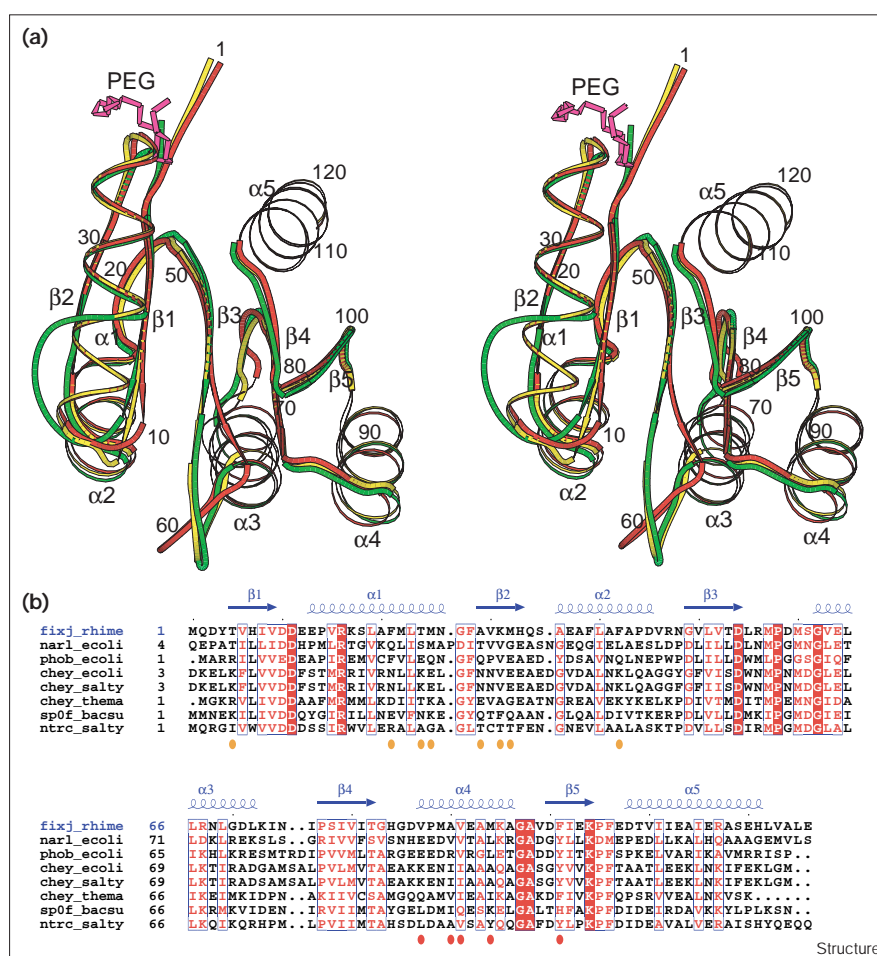 (a)
1
PEG
α5
120
110
30
20
50
β2
α1
β1
β3
β4
100
80
70
β5
10
90
α2
60
α3
α4
1
PEG
α5
120
110
30
20
50
β2
α1
β1
β3
β4
100
80
70
β5
10
90
α2
60
α3
α4
(b)
β1 α1 β2 α2 β3
fixj_rhime 1 MQDYTVHIVDDEEPVRKSLAFMLTMN.GFAVKMHQS.AEAFLAFAPDVRNGVLVTDLRMPDMSGVEL
narl_ecoli 4 QEPATILLIDDHPMLRTGVKQLISMAPDITVVGEASNGEQGIELAESLDPDLILLDLNMPGMNGLET
phob_ecoli 1 MARRILVVEDEAPIREMVCFVLEQN.GFQPVEAED.YDSAVNQLNEPWPDLILLDWMLPGGSGIQF
chey_ecoli 3 DKELKFLVVDDFSTMRRIVRNLLKEL.GFNNVEEAEDGVDALNKLQAGGYGFVISDWNMPNMDGLEL
chey_salty 3 DKELKFLVVDDFSTMRRIVRNLLKEL.GFNNVEEAEDGVDALNKLQAGGFGFIISDWNMPNMDGLEL
chey_thema 1 MGKRVLIVDDAAFMRMMLKDIITKA.GYEVAGEATNGREAVEKYKELKPDIVTMDITMPEMNGIDA
sp0f_bacsu 1 MMNEKILIVDDQYGIRILLNEVFNKE.GYQTFQAANGLQALDIVTKERPDLVLLDMKIPGMDGIEI
ntrc_salty 1 MQRGIVWVVDDDSSIRWVLERALAGA.GLTCTTFENGNEVLAALASKTPDVLLSDIRMPGMDGLAL
α3 β4 α4 β5 α5
fixj_rhime 66 LRNLGDLKIN..IPSIVITGHGDVPMAVEAMKAGAVDFIEKPFEDTVIIEAIERASEHLVALE
narl_ecoli 71 LDKLREKSLS..GRIVVFSVSNHEEDVVTALKRGADGYLLKDMEPEDLLKALHQAAAGEMVLS
phob_ecoli 66 IKHLKRESMTRDIPVVMLTARGEEEDRVRGLETGADDYITKPFSPKELVARIKAVMRRISP..
chey_ecoli 69 LKTIRADGAMSALPVLMVTAEAKKENIIAAAQAGASGYVVKPFTAATLEEKLNKIFEKLGM..
chey_salty 69 LKTIRADSAMSALPVLMVTAEAKKENIIAAAQAGASGYVVKPFTAATLEEKLNKIFEKLGM..
chey_thema 66 IKEIMKIDPN..AKIIVCSAMGQQAMVIEAIKAGAKDFIVKPFQPSRVVEALNKVSK.....
sp0f_bacsu 66 LKRMKVIDEN..IRVIIMTAYGELDMIQESKELGALTHFAKPFDIDEIRDAVKKYLPLKSN..
ntrc_salty 66 LKQIKQRHPM..LPVIIMTAHSDLDAAVSAYQQGAFDYLPKPFDIDEAVALVERAISHYQEQQ
Structure